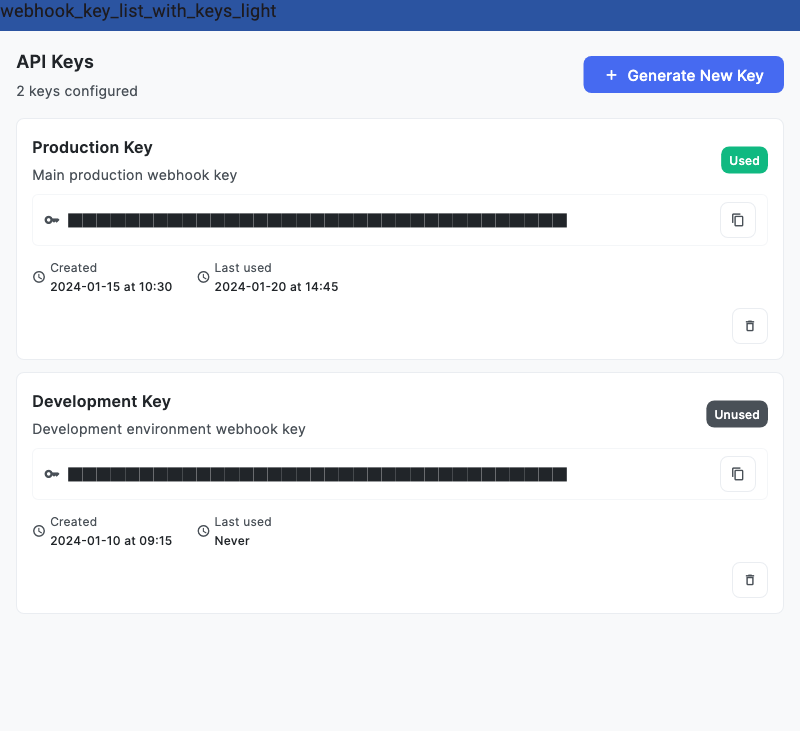 webhook_key_list_with_keys_light
API Keys
2 keys configured
+ Generate New Key
Production Key
Main production webhook key
Used
Created
2024-01-15 at 10:30
Last used
2024-01-20 at 14:45
Development Key
Development environment webhook key
Unused
Created
2024-01-10 at 09:15
Last used
Never